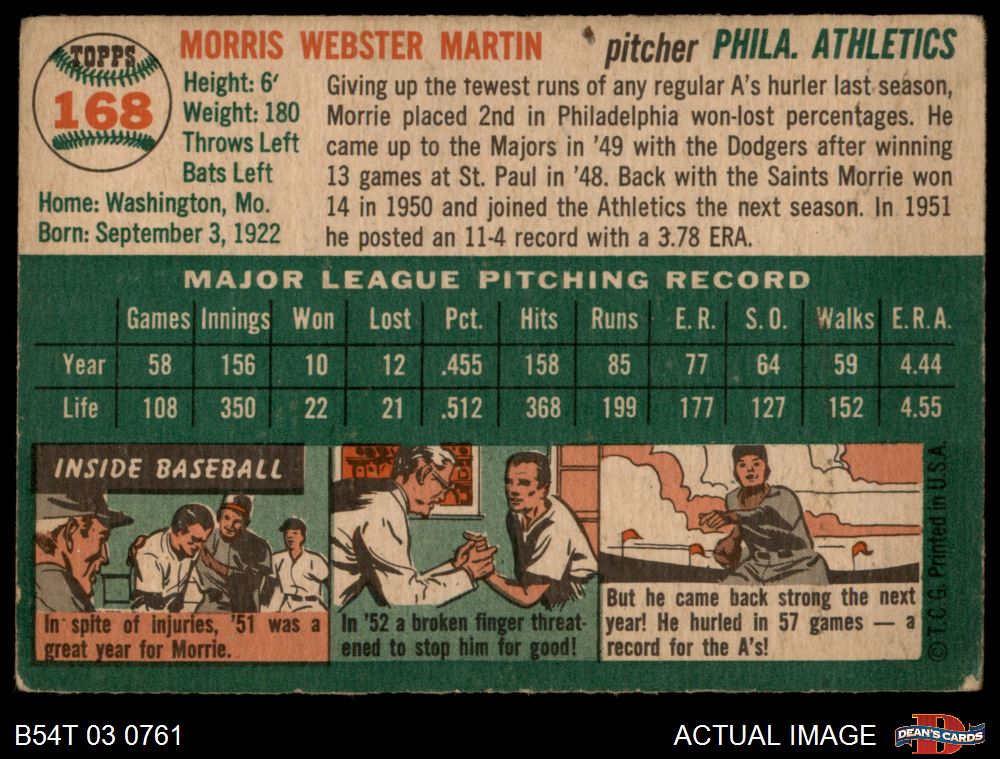 TOPPS
168
MORRIS WEBSTER MARTIN
pitcher PHILA. ATHLETICS
Height: 6'
Weight: 180
Throws Left
Bats Left
Home: Washington, Mo.
Born: September 3, 1922
Giving up the fewest runs of any regular A's hurler last season,
Morrie placed 2nd in Philadelphia won-lost percentages. He
came up to the Majors in '49 with the Dodgers after winning
13 games at St. Paul in '48. Back with the Saints Morrie won
14 in 1950 and joined the Athletics the next season. In 1951
he posted an 11-4 record with a 3.78 ERA.
MAJOR LEAGUE PITCHING RECORD
Games Innings Won Lost Pct. Hits Runs E. R. S. O. Walks E. R. A.
Year 58 156 10 12 .455 158 85 77 64 59 4.44
Life 108 350 22 21 .512 368 199 177 127 152 4.55
INSIDE BASEBALL
In spite of injuries, '51 was a
great year for Morrie.
In '52 a broken finger threat-
ened to stop him for good!
But he came back strong the next
year! He hurled in 57 games — a
record for the A's!
© T. C. G. Printed in U.S.A.
B54T 03 0761
ACTUAL IMAGE
D
DEAN'S CARDS